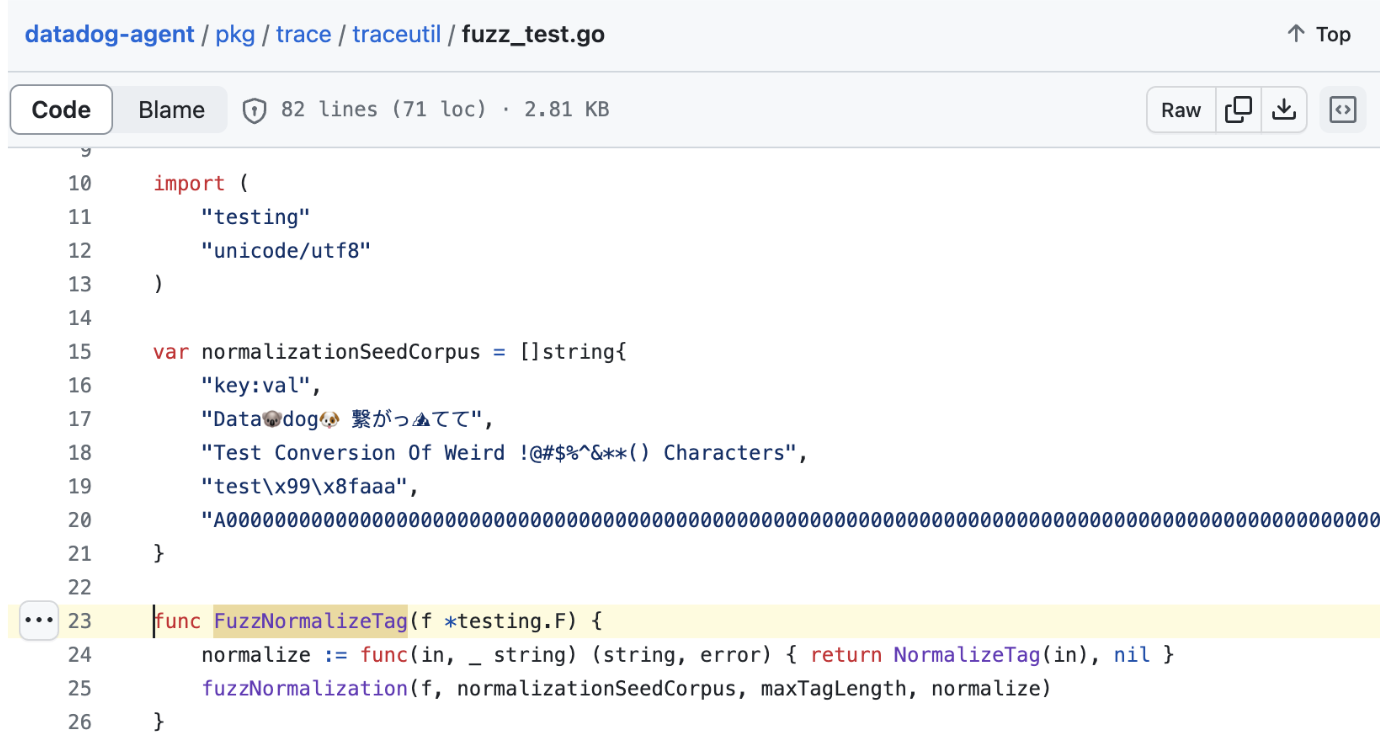 datadog-agent / pkg / trace / traceutil / fuzz_test.go ↑ Top
Code Blame 82 lines (71 loc) · 2.81 KB Raw
9
10 import (
11 "testing"
12 "unicode/utf8"
13 )
14
15 var normalizationSeedCorpus = []string{
16 "key:val",
17 "Data🐨dog🐶 繋がっ⛰てて",
18 "Test Conversion Of Weird !@#$%^&**() Characters",
19 "test\x99\x8faaa",
20 "A00000000000000000000000000000000000000000000000000000000000000000000000000000000000000000000000
21 }
22
23 func FuzzNormalizeTag(f *testing.F) {
24 normalize := func(in, _ string) (string, error) { return NormalizeTag(in), nil }
25 fuzzNormalization(f, normalizationSeedCorpus, maxTagLength, normalize)
26 }